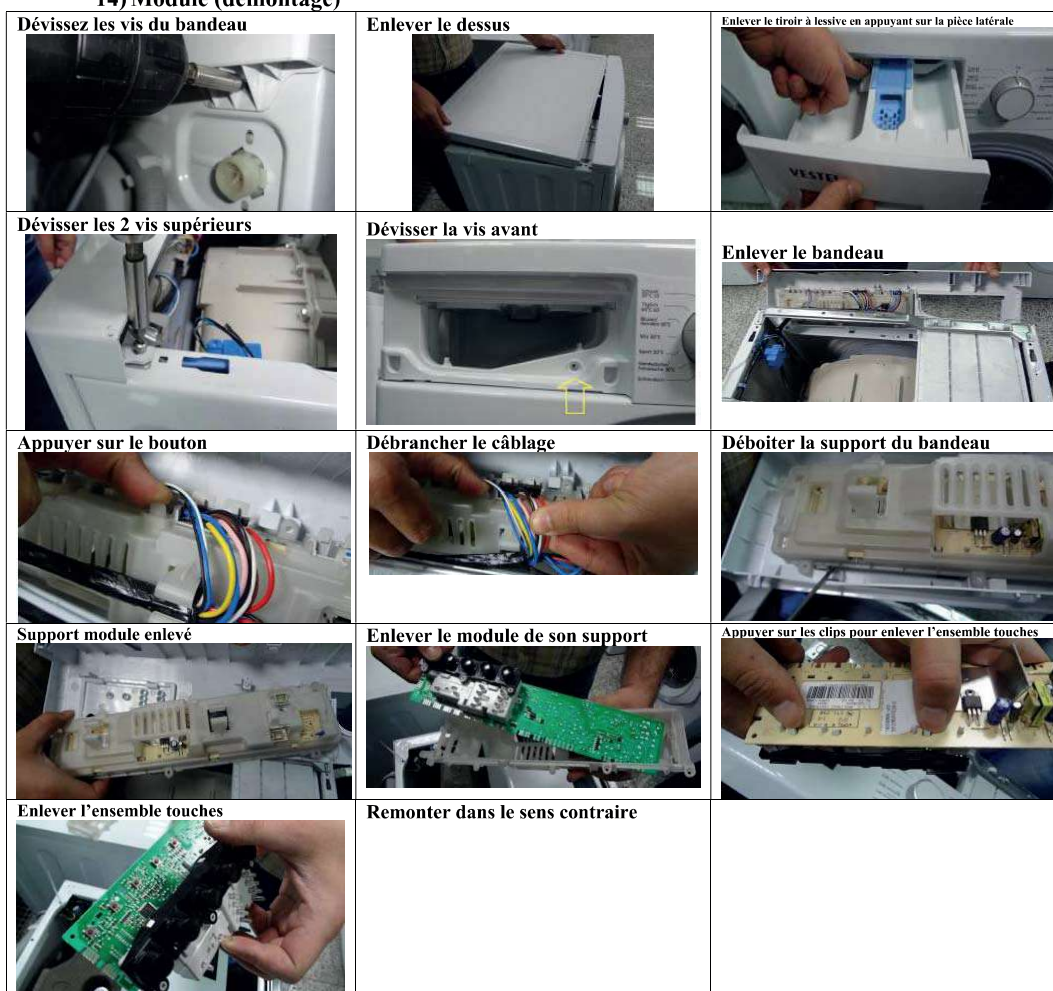 14) Module (démontage)
Dévissez les vis du bandeau
Enlever le dessus
Enlever le tiroir à lessive en appuyant sur la pièce latérale
VESTEL
Dévisser les 2 vis supérieurs
Dévisser la vis avant
Enlever le bandeau
Appuyer sur le bouton
Débrancher le câblage
Déboiter la support du bandeau
Support module enlevé
Enlever le module de son support
Appuyer sur les clips pour enlever l'ensemble touches
Enlever l'ensemble touches
Remonter dans le sens contraire